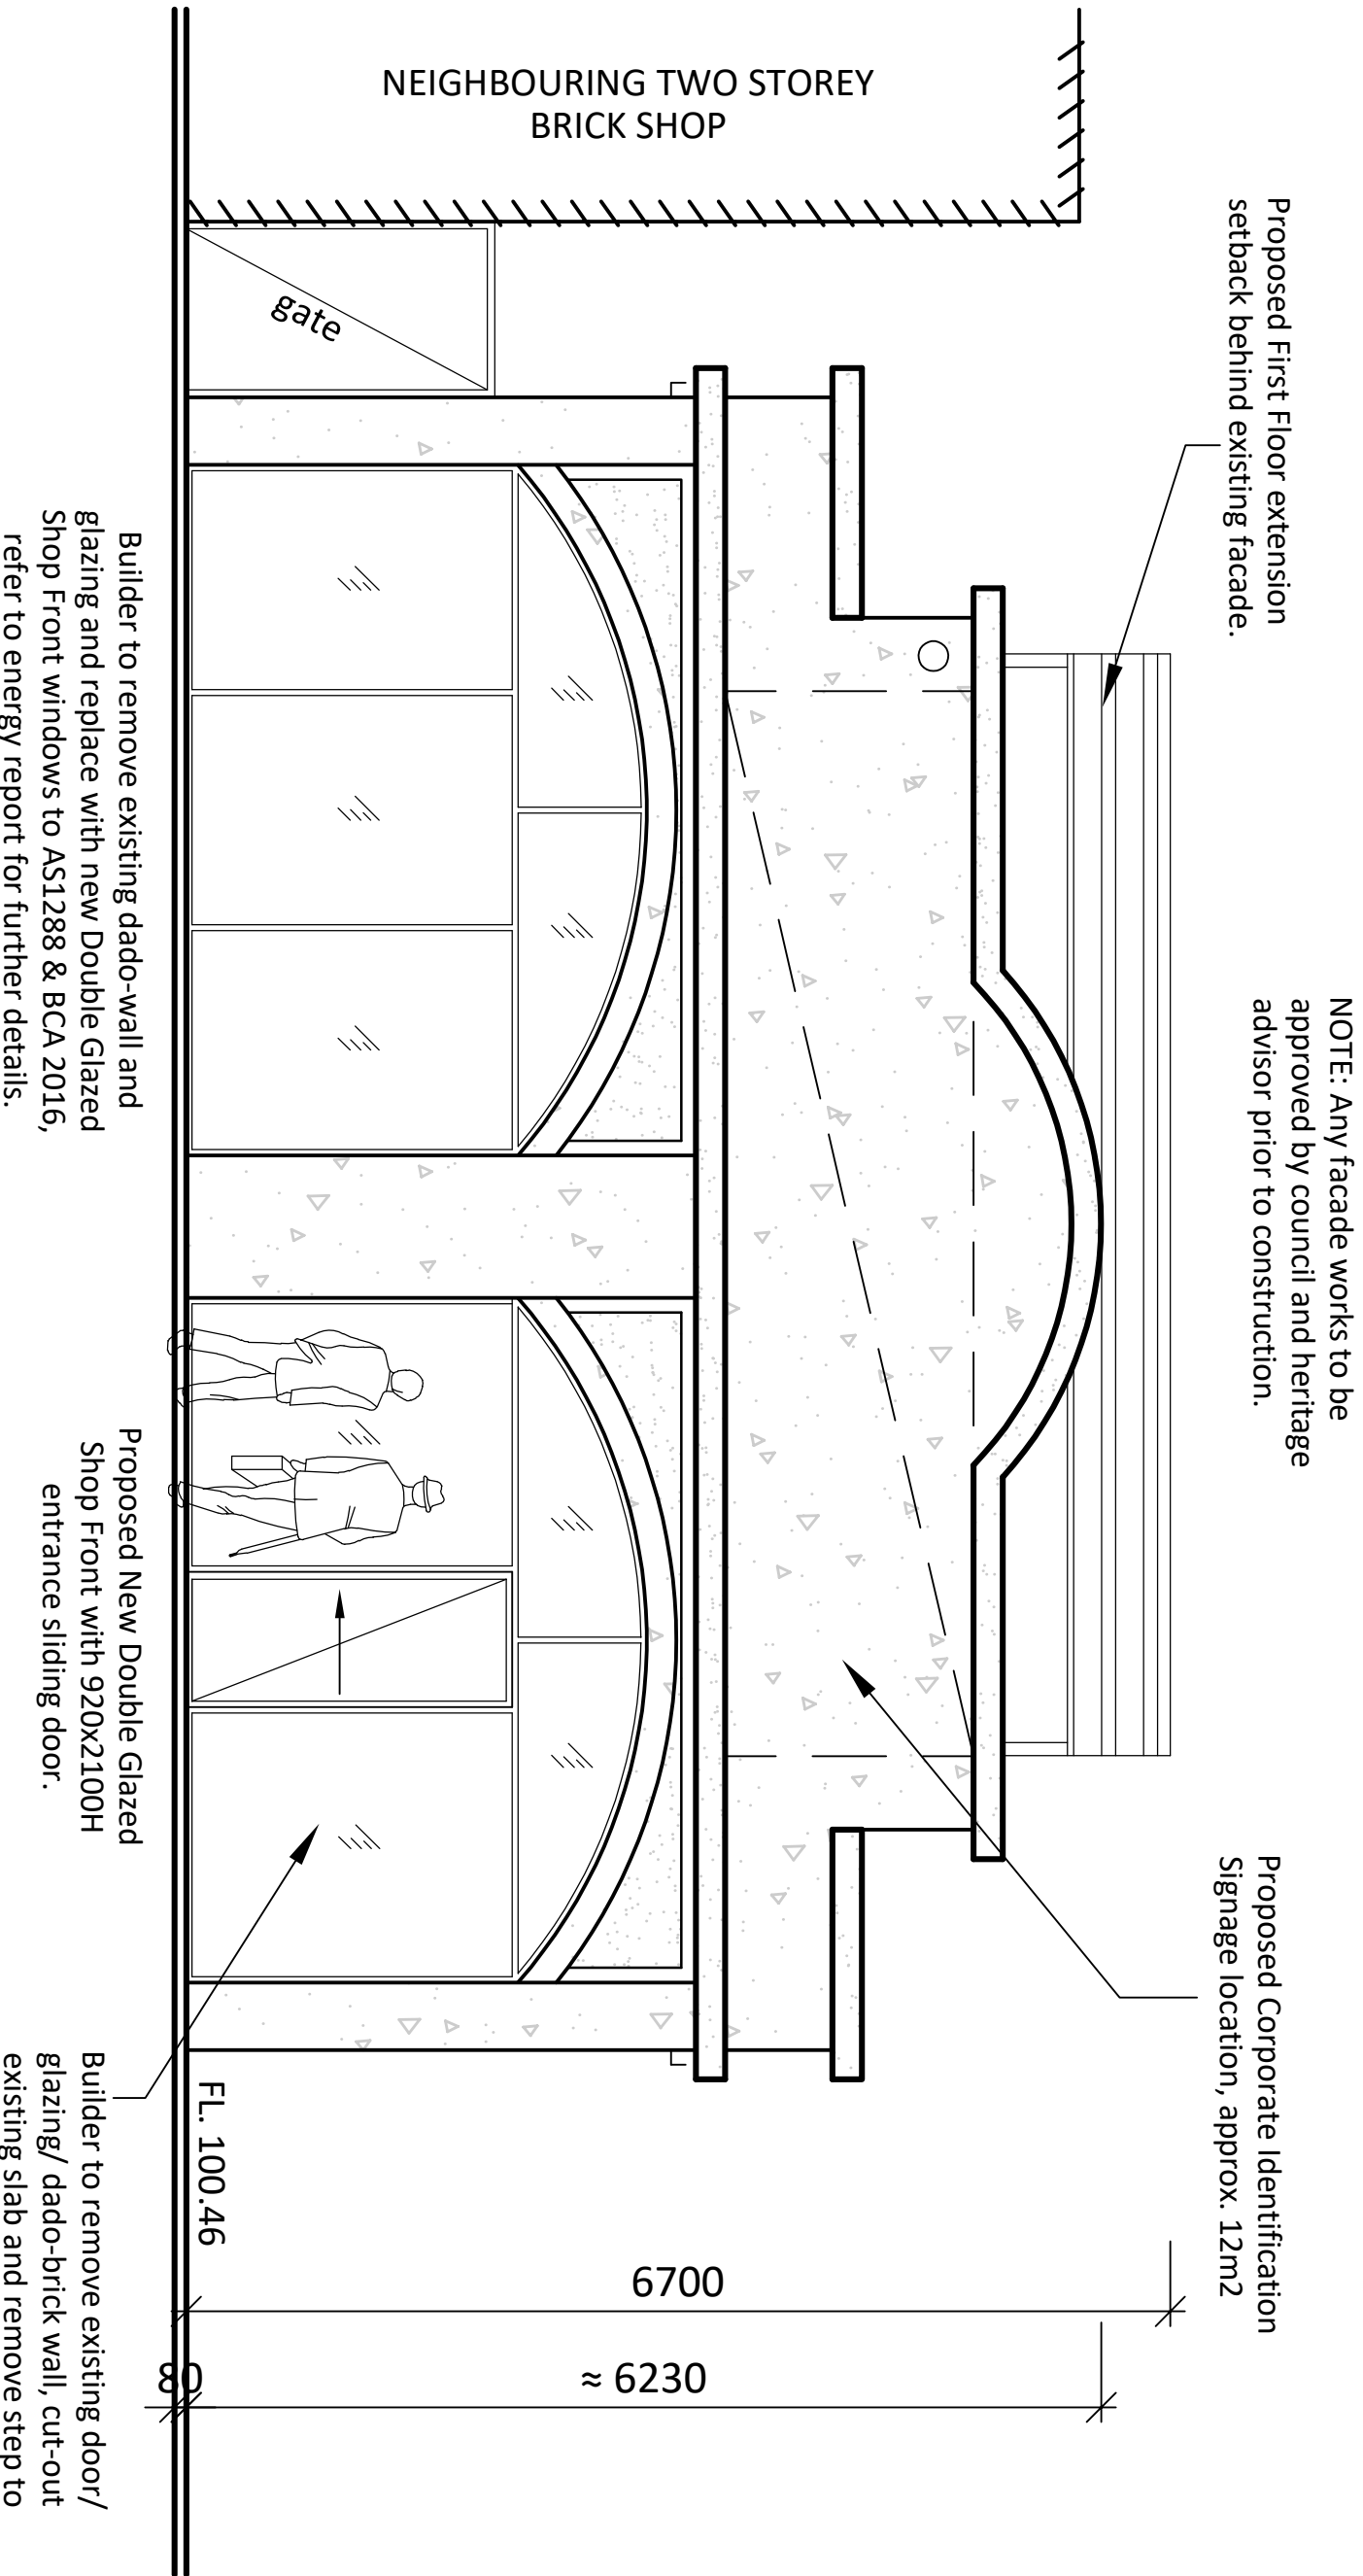 Proposed First Floor extension
setback behind existing facade.
NOTE: Any facade works to be
approved by council and heritage
advisor prior to construction.
Proposed Corporate Identification
Signage location, approx. 12m2
NEIGHBOURING TWO STOREY
BRICK SHOP
gate
6700
≈ 6230
80
FL. 100.46
Builder to remove existing dado-wall and
glazing and replace with new Double Glazed
Shop Front windows to AS1288 & BCA 2016,
refer to energy report for further details.
Proposed New Double Glazed
Shop Front with 920x2100H
entrance sliding door.
Builder to remove existing door/
glazing/ dado-brick wall, cut-out
existing slab and remove step to